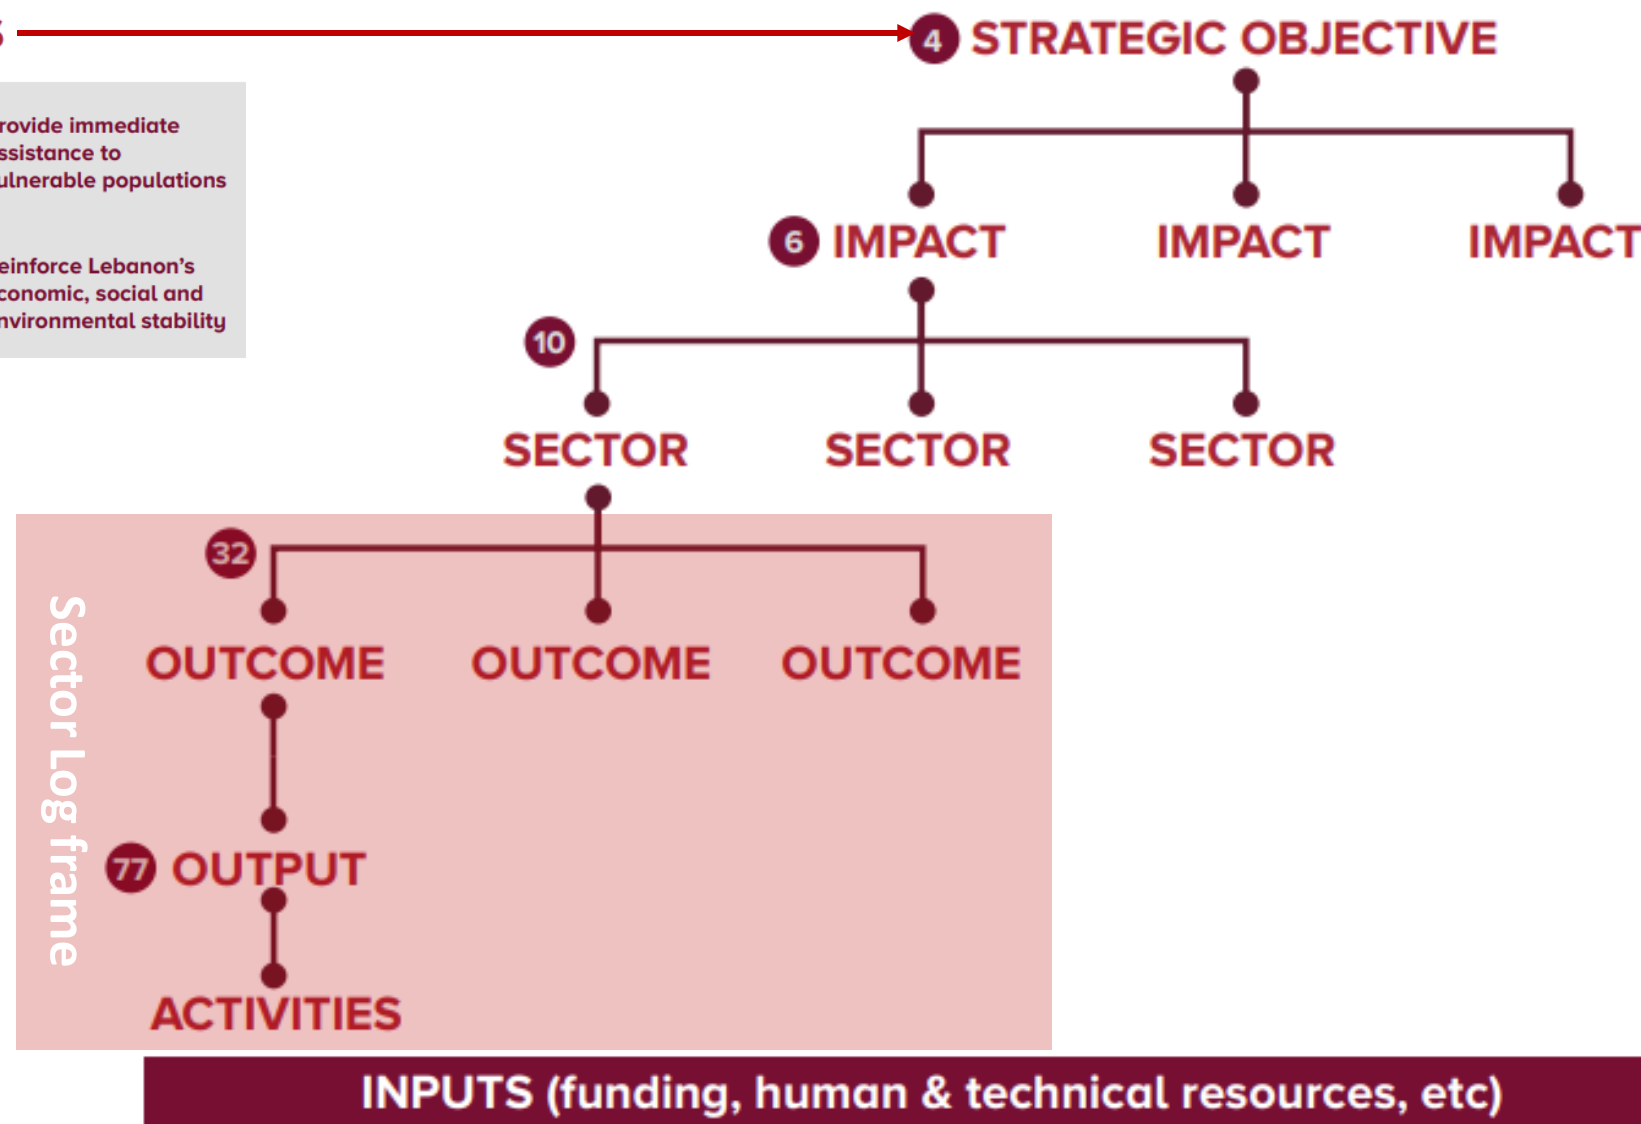 4 STRATEGIC OBJECTIVE
rovide immediate
ssistance to
ulnerable populations
einforce Lebanon's
conomic, social and
nvironmental stability
6 IMPACT IMPACT IMPACT
10
SECTOR SECTOR SECTOR
32
OUTCOME OUTCOME OUTCOME
Sector Log frame
77 OUTPUT
ACTIVITIES
INPUTS (funding, human & technical resources, etc)